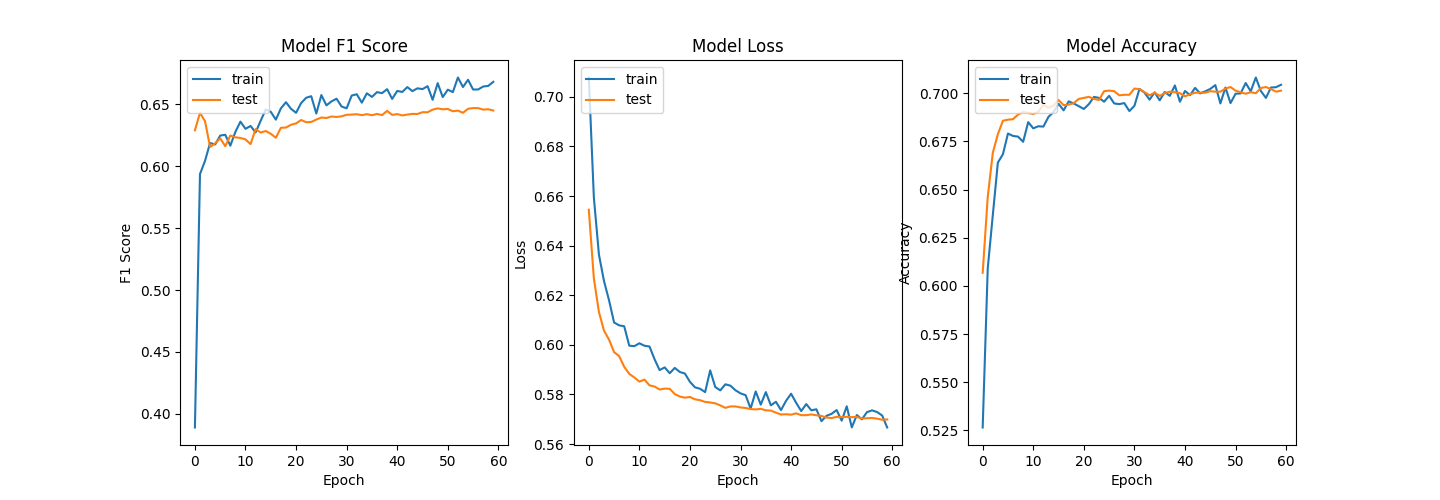 Model F1 Score
train
test
0.65
0.60
0.55
0.50
0.45
0.40
F1 Score
0 10 20 30 40 50 60
Epoch
Model Loss
train
test
0.70
0.68
0.66
0.64
0.62
0.60
0.58
0.56
Loss
0 10 20 30 40 50 60
Epoch
Model Accuracy
train
test
0.700
0.675
0.650
0.625
0.600
0.575
0.550
0.525
Accuracy
0 10 20 30 40 50 60
Epoch